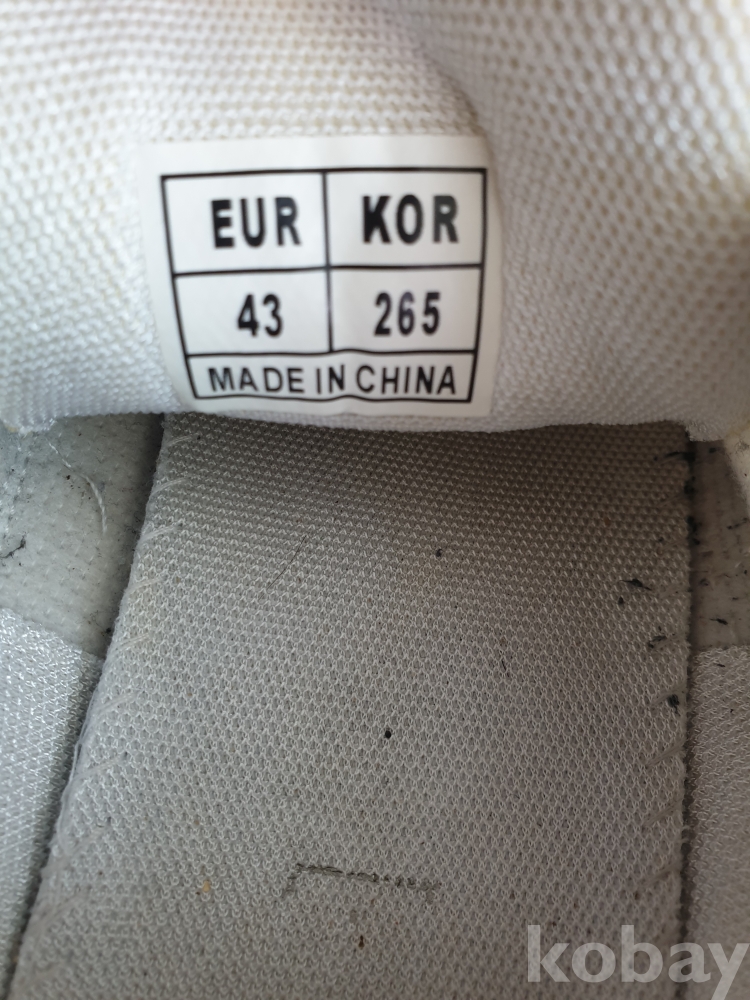 EUR KOR
43 265
MADE IN CHINA
kobay